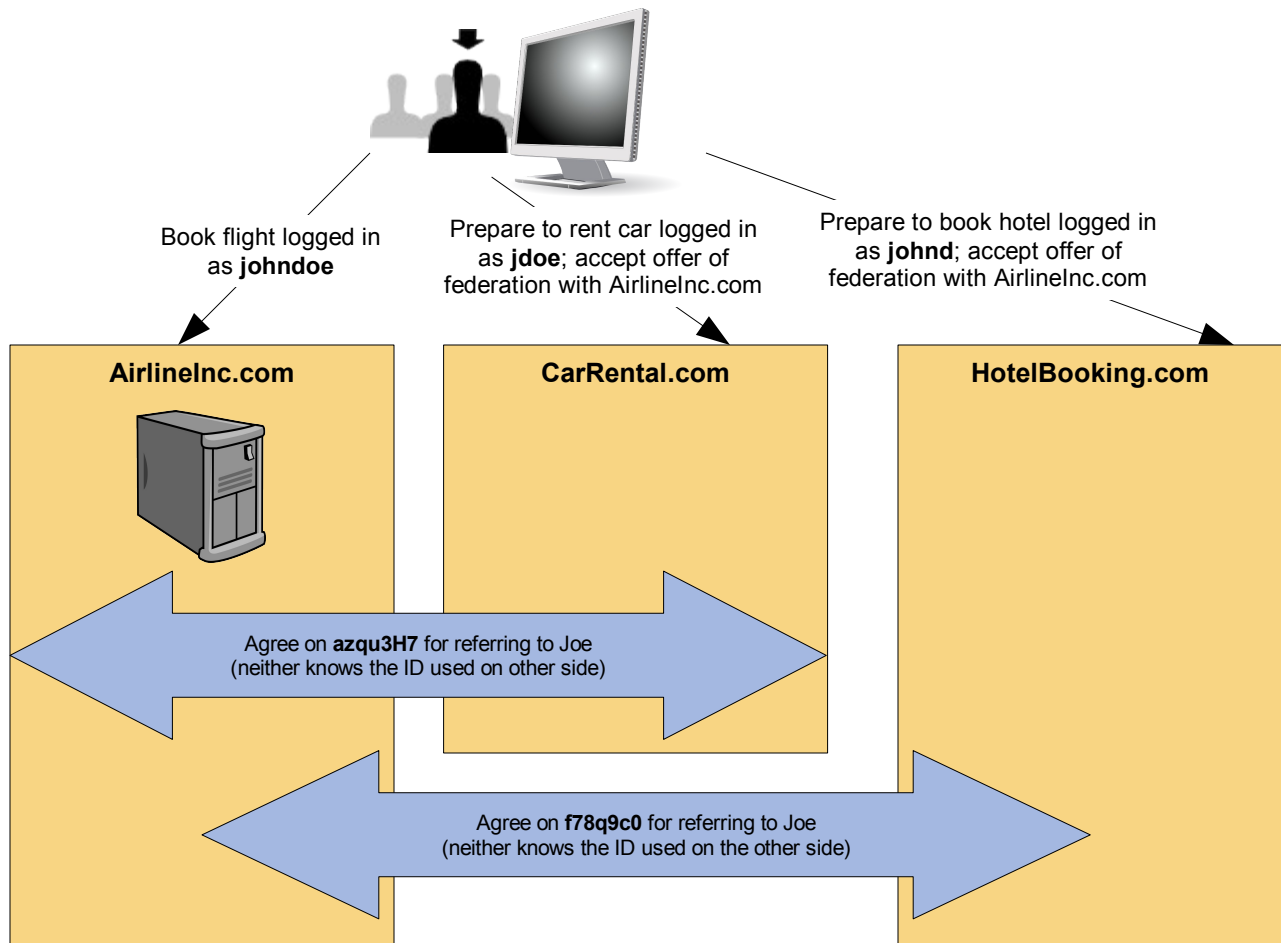 Book flight logged in
as johndoe
Prepare to rent car logged in
as jdoe; accept offer of
federation with AirlineInc.com
Prepare to book hotel logged in
as johnd; accept offer of
federation with AirlineInc.com
AirlineInc.com
CarRental.com
HotelBooking.com
Agree on azqu3H7 for referring to Joe
(neither knows the ID used on other side)
Agree on f78q9c0 for referring to Joe
(neither knows the ID used on the other side)